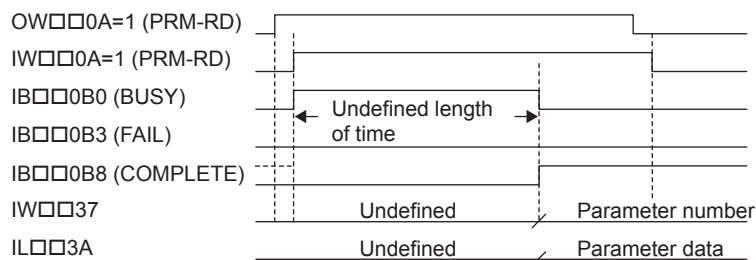 OW□□0A=1 (PRM-RD)
IW□□0A=1 (PRM-RD)
IB□□0B0 (BUSY)
Undefined length
of time
IB□□0B3 (FAIL)
IB□□0B8 (COMPLETE)
IW□□37 Undefined Parameter number
IL□□3A Undefined Parameter data